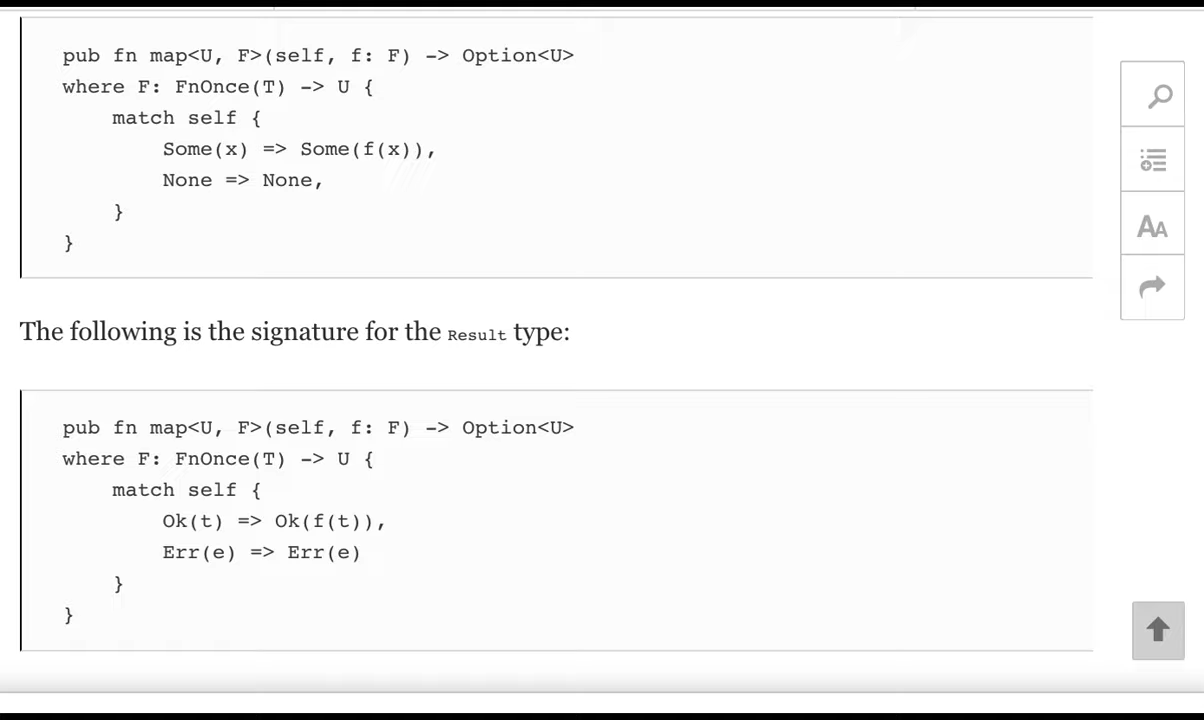 pub fn map<U, F>(self, f: F) -> Option<U>
where F: FnOnce(T) -> U {
    match self {
        Some(x) => Some(f(x)),
        None => None,
    }
}
The following is the signature for the Result type:
pub fn map<U, F>(self, f: F) -> Option<U>
where F: FnOnce(T) -> U {
    match self {
        Ok(t) => Ok(f(t)),
        Err(e) => Err(e)
    }
}
AA